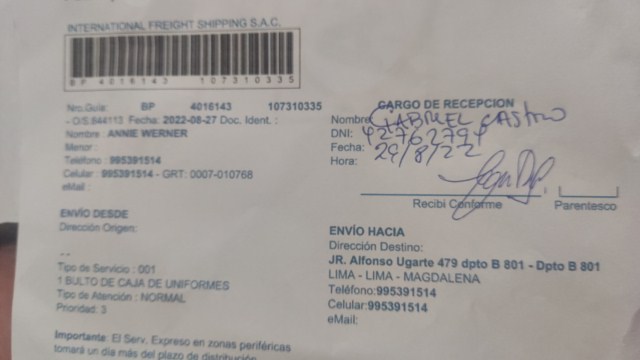 INTERNATIONAL FREIGHT SHIPPING S.A.C.
BP 4016143 107310335
Nro.Guía: BP 4016143 107310335
- O/S:844113 Fecha: 2022-08-27 Doc. Ident. :
Nombre : ANNIE WERNER
Menor :
Teléfono : 995391514
Celular : 995391514 - GRT: 0007-010768
eMail :
ENVÍO DESDE
Dirección Origen:
- -
Tipo de Servicio : 001
1 BULTO DE CAJA DE UNIFORMES
Tipo de Atención : NORMAL
Prioridad: 3
Importante: El Serv. Expreso en zonas periféricas
tomará un día más del plazo de distribución
CARGO DE RECEPCION
Nombre: GABRIEL CASTRO
DNI: 42762794
Fecha: 29/8/22
Hora:
Recibi Conforme Parentesco
ENVÍO HACIA
Dirección Destino:
JR. Alfonso Ugarte 479 dpto B 801 - Dpto B 801
LIMA - LIMA - MAGDALENA
Teléfono:995391514
Celular:995391514
eMail: